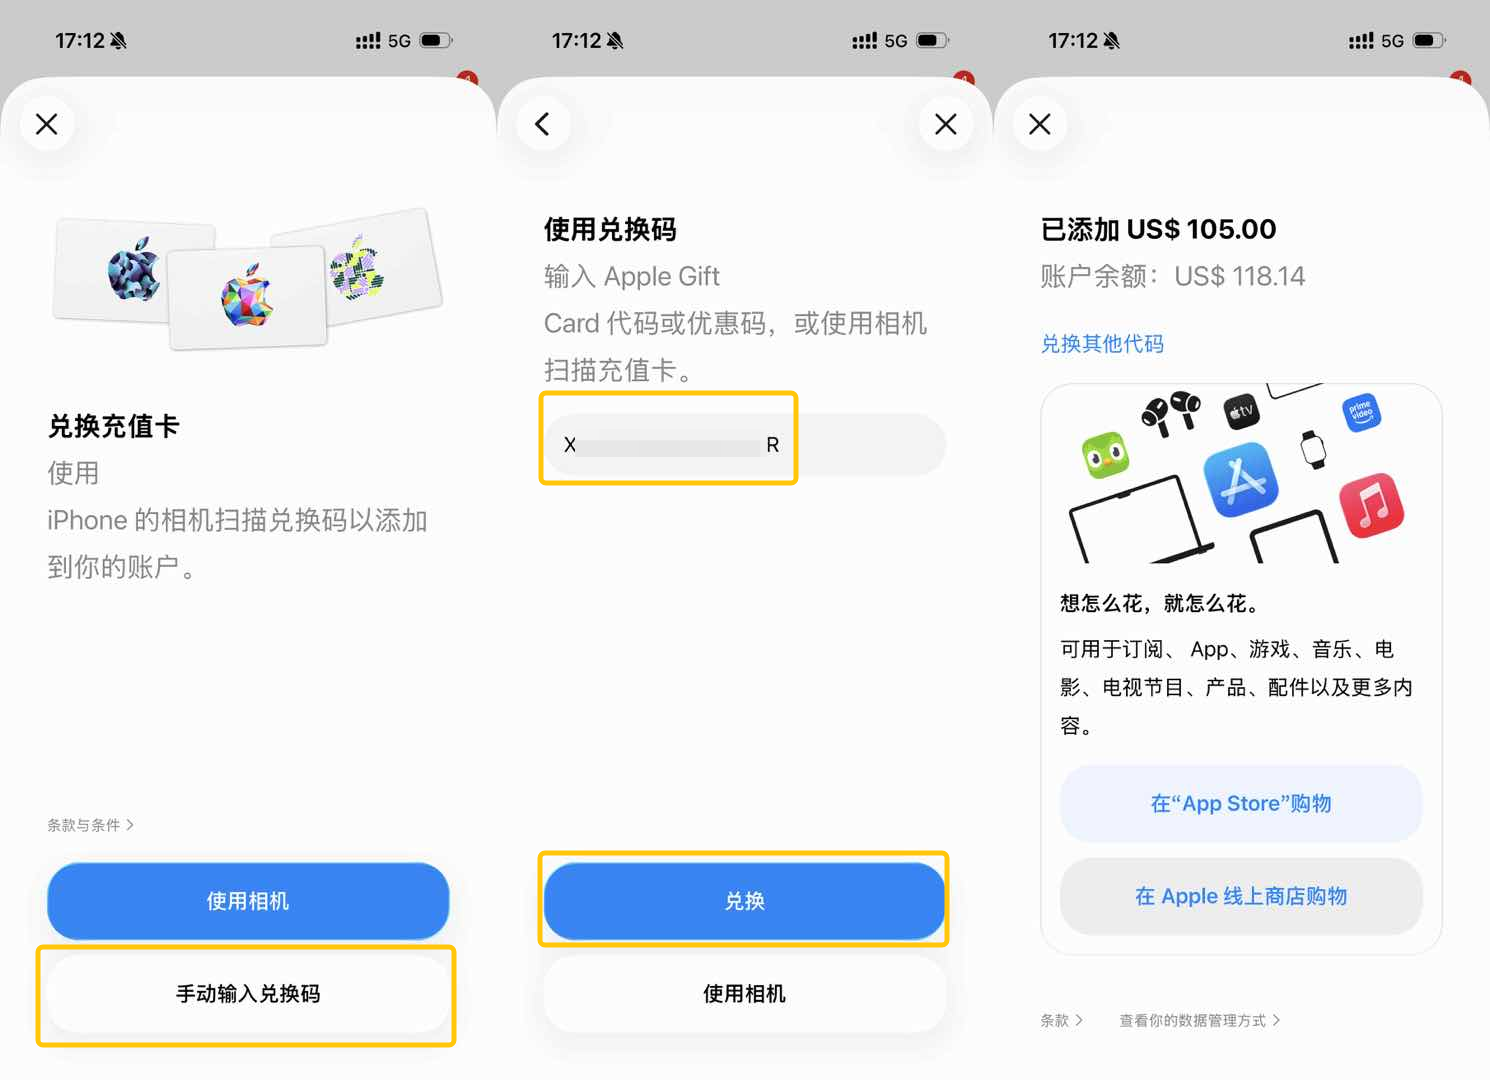 17:12
5G
兑换充值卡
使用
iPhone 的相机扫描兑换码以添加
到你的账户。
条款与条件
使用相机
手动输入兑换码
17:12
5G
使用兑换码
输入 Apple Gift
Card 代码或优惠码，或使用相机
扫描充值卡。
X R
兑换
使用相机
17:12
5G
已添加 US$ 105.00
账户余额：US$ 118.14
兑换其他代码
tv
prime
video
想怎么花，就怎么花。
可用于订阅、 App、游戏、音乐、电
影、电视节目、产品、配件以及更多内
容。
在“App Store”购物
在 Apple 线上商店购物
条款
查看你的数据管理方式